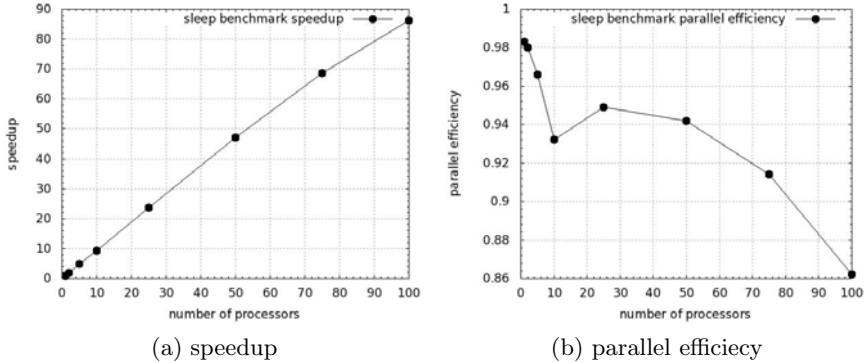 sleep benchmark speedup
90
80
70
60
50
40
30
20
10
0
speedup
0 10 20 30 40 50 60 70 80 90 100
number of processors
(a) speedup
sleep benchmark parallel efficiency
1
0.98
0.96
0.94
0.92
0.9
0.88
0.86
parallel efficiency
0 10 20 30 40 50 60 70 80 90 100
number of processors
(b) parallel efficiecy